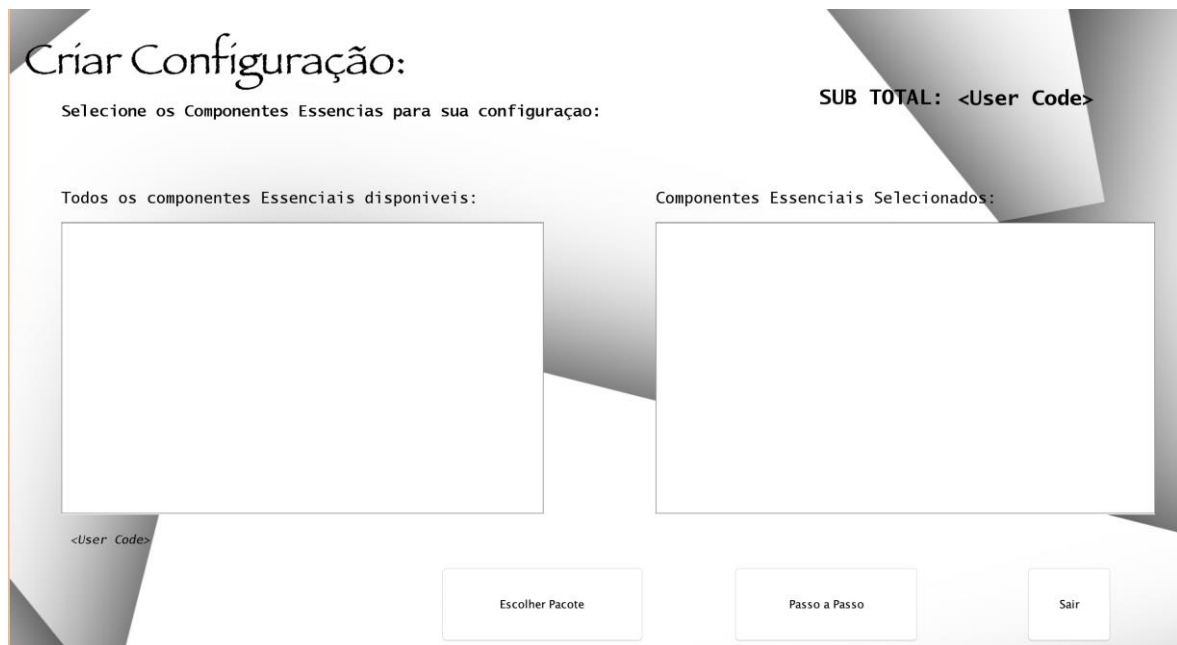 Criar Configuração:
SUB TOTAL: <User Code>
Selecione os Componentes Essencias para sua configuraçao:
Todos os componentes Essenciais disponiveis:
Componentes Essenciais Selecionados:
<User Code>
Escolher Pacote
Passo a Passo
Sair